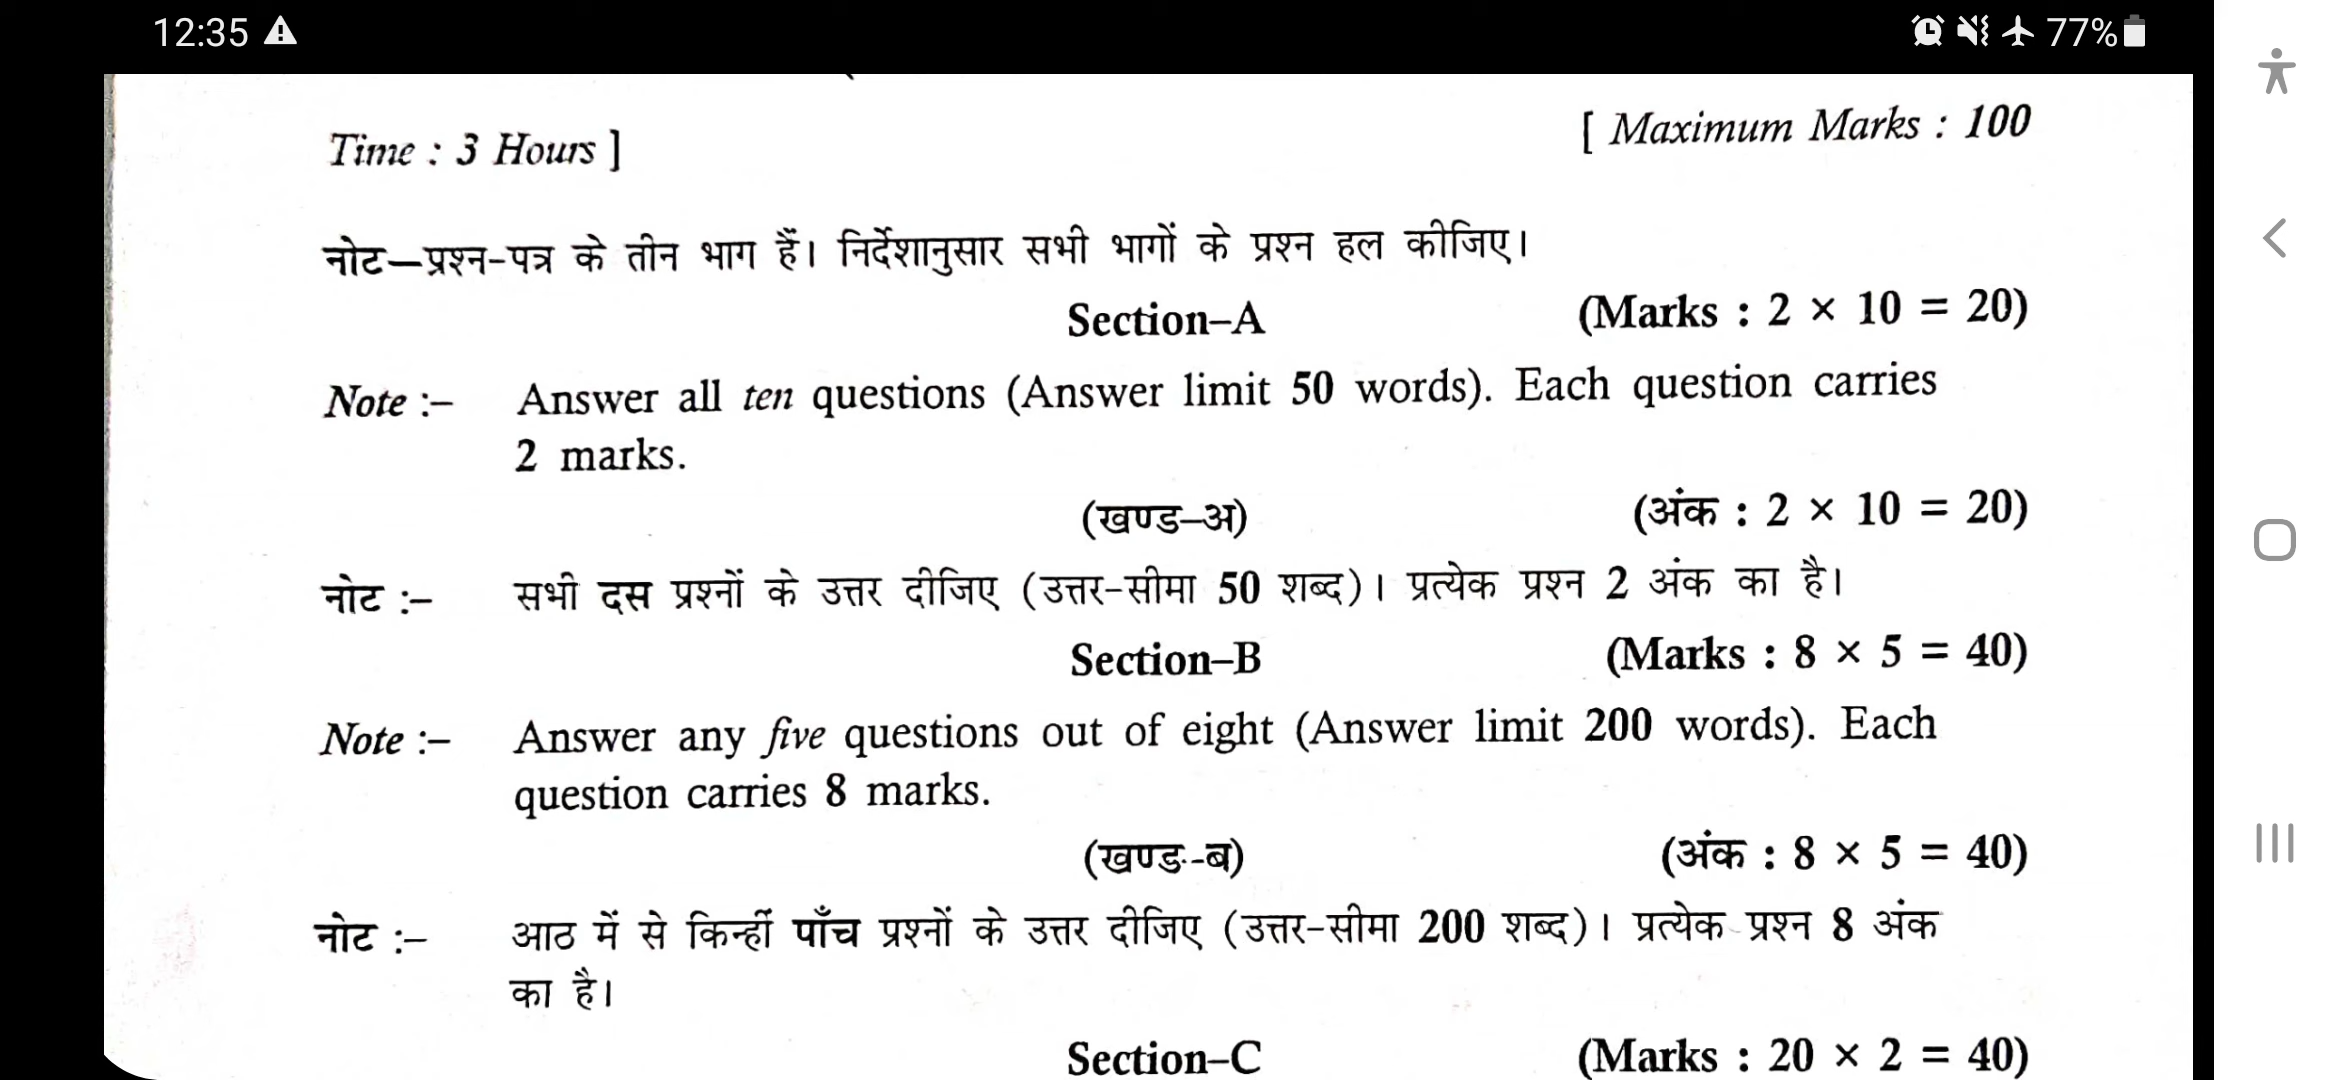 12:35 77%
Time : 3 Hours ] [ Maximum Marks : 100
नोट—प्रश्न-पत्र के तीन भाग हैं। निर्देशानुसार सभी भागों के प्रश्न हल कीजिए।
Section–A (Marks : 2 × 10 = 20)
Note :– Answer all ten questions (Answer limit 50 words). Each question carries
2 marks.
(खण्ड–अ) (अंक : 2 × 10 = 20)
नोट :– सभी दस प्रश्नों के उत्तर दीजिए (उत्तर-सीमा 50 शब्द)। प्रत्येक प्रश्न 2 अंक का है।
Section–B (Marks : 8 × 5 = 40)
Note :– Answer any five questions out of eight (Answer limit 200 words). Each
question carries 8 marks.
(खण्ड-ब) (अंक : 8 × 5 = 40)
नोट :– आठ में से किन्हीं पाँच प्रश्नों के उत्तर दीजिए (उत्तर-सीमा 200 शब्द)। प्रत्येक प्रश्न 8 अंक
का है।
Section–C (Marks : 20 × 2 = 40)